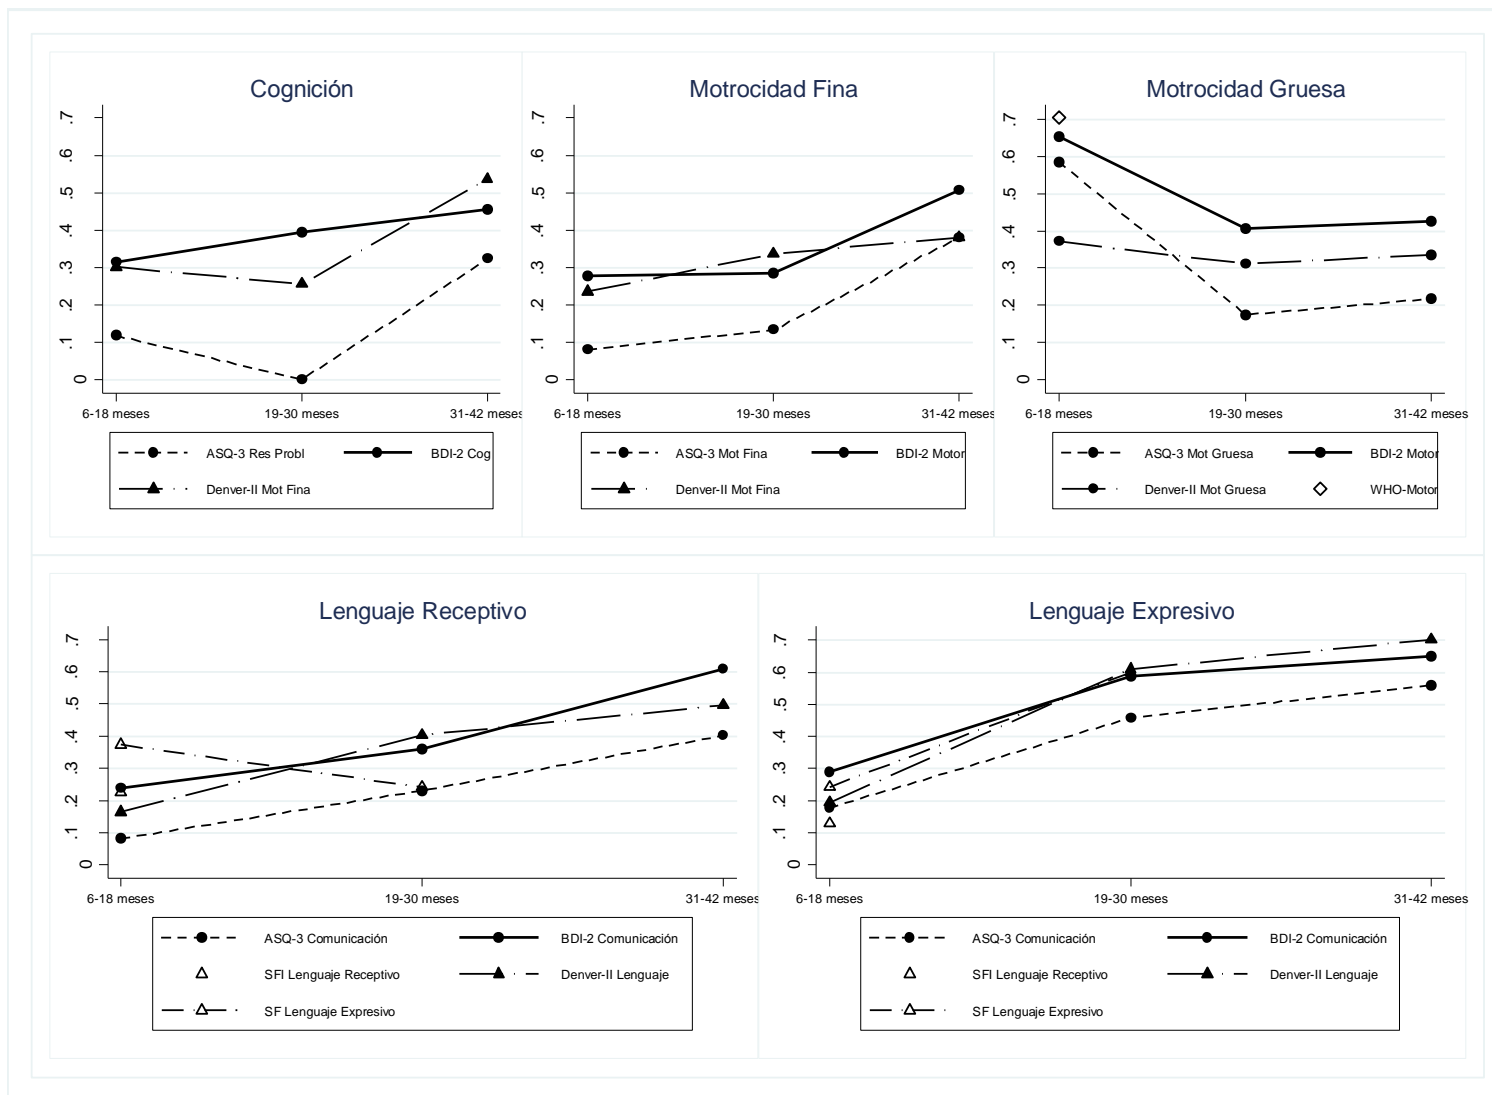 Cognición
.7
.6
.5
.4
.3
.2
.1
0
6-18 meses 19-30 meses 31-42 meses
ASQ-3 Res Probl BDI-2 Cog
Denver-II Mot Fina
Motrocidad Fina
.7
.6
.5
.4
.3
.2
.1
0
6-18 meses 19-30 meses 31-42 meses
ASQ-3 Mot Fina BDI-2 Motor
Denver-II Mot Fina
Motrocidad Gruesa
.7
.6
.5
.4
.3
.2
.1
0
6-18 meses 19-30 meses 31-42 meses
ASQ-3 Mot Gruesa BDI-2 Motor
Denver-II Mot Gruesa WHO-Motor
Lenguaje Receptivo
.7
.6
.5
.4
.3
.2
.1
0
6-18 meses 19-30 meses 31-42 meses
ASQ-3 Comunicación BDI-2 Comunicación
SFI Lenguaje Receptivo Denver-II Lenguaje
SF Lenguaje Expresivo
Lenguaje Expresivo
.7
.6
.5
.4
.3
.2
.1
0
6-18 meses 19-30 meses 31-42 meses
ASQ-3 Comunicación BDI-2 Comunicación
SFI Lenguaje Receptivo Denver-II Lenguaje
SF Lenguaje Expresivo